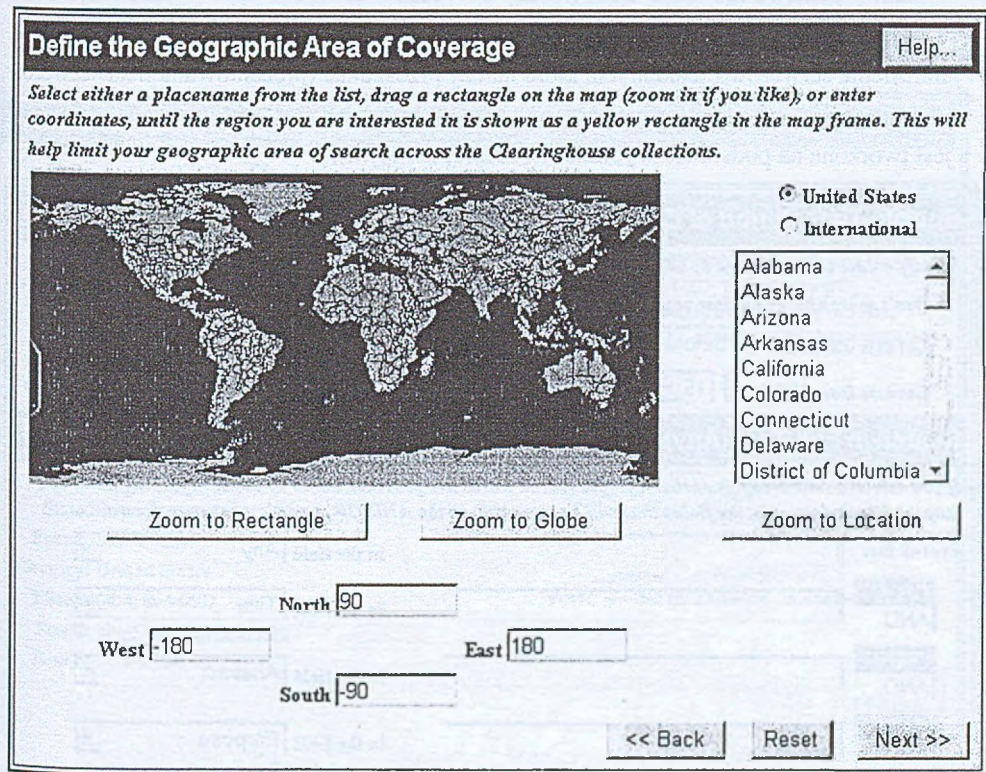 Define the Geographic Area of Coverage
Help...
Select either a placename from the list, drag a rectangle on the map (zoom in if you like), or enter
coordinates, until the region you are interested in is shown as a yellow rectangle in the map frame. This will
help limit your geographic area of search across the Clearinghouse collections.
United States
International
Alabama
Alaska
Arizona
Arkansas
California
Colorado
Connecticut
Delaware
District of Columbia
Zoom to Rectangle
Zoom to Globe
Zoom to Location
North 90
West -180
East 180
South -90
<< Back
Reset
Next >>